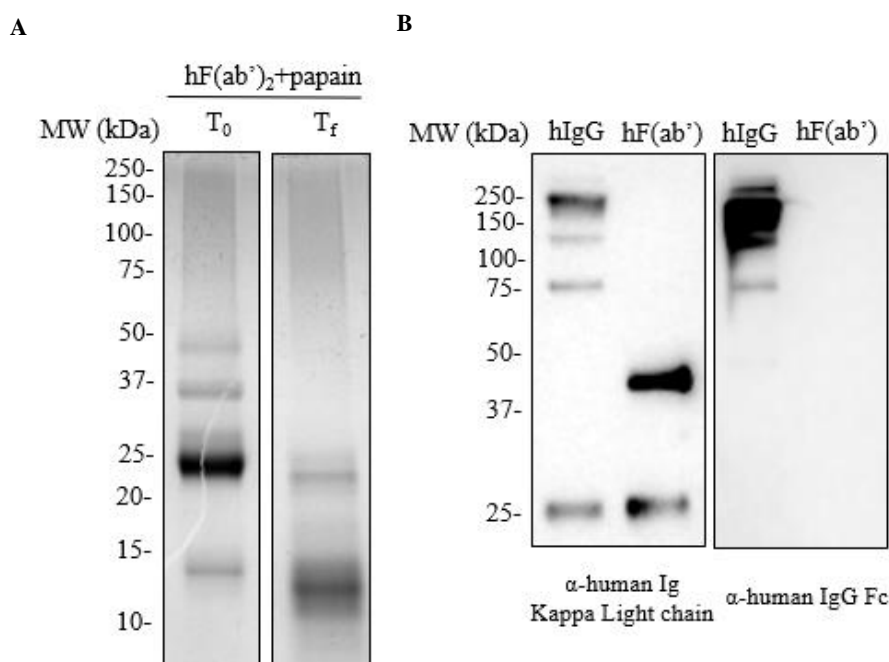 A
hF(ab’)₂+papain
MW (kDa) T₀ T_f
250-
150-
100-
75-
50-
37-
25-
20-
15-
10-
B
MW (kDa) hIgG hF(ab’) hIgG hF(ab’)
250-
150-
100-
75-
50-
37-
25-
α-human Ig
Kappa Light chain
α-human IgG Fc